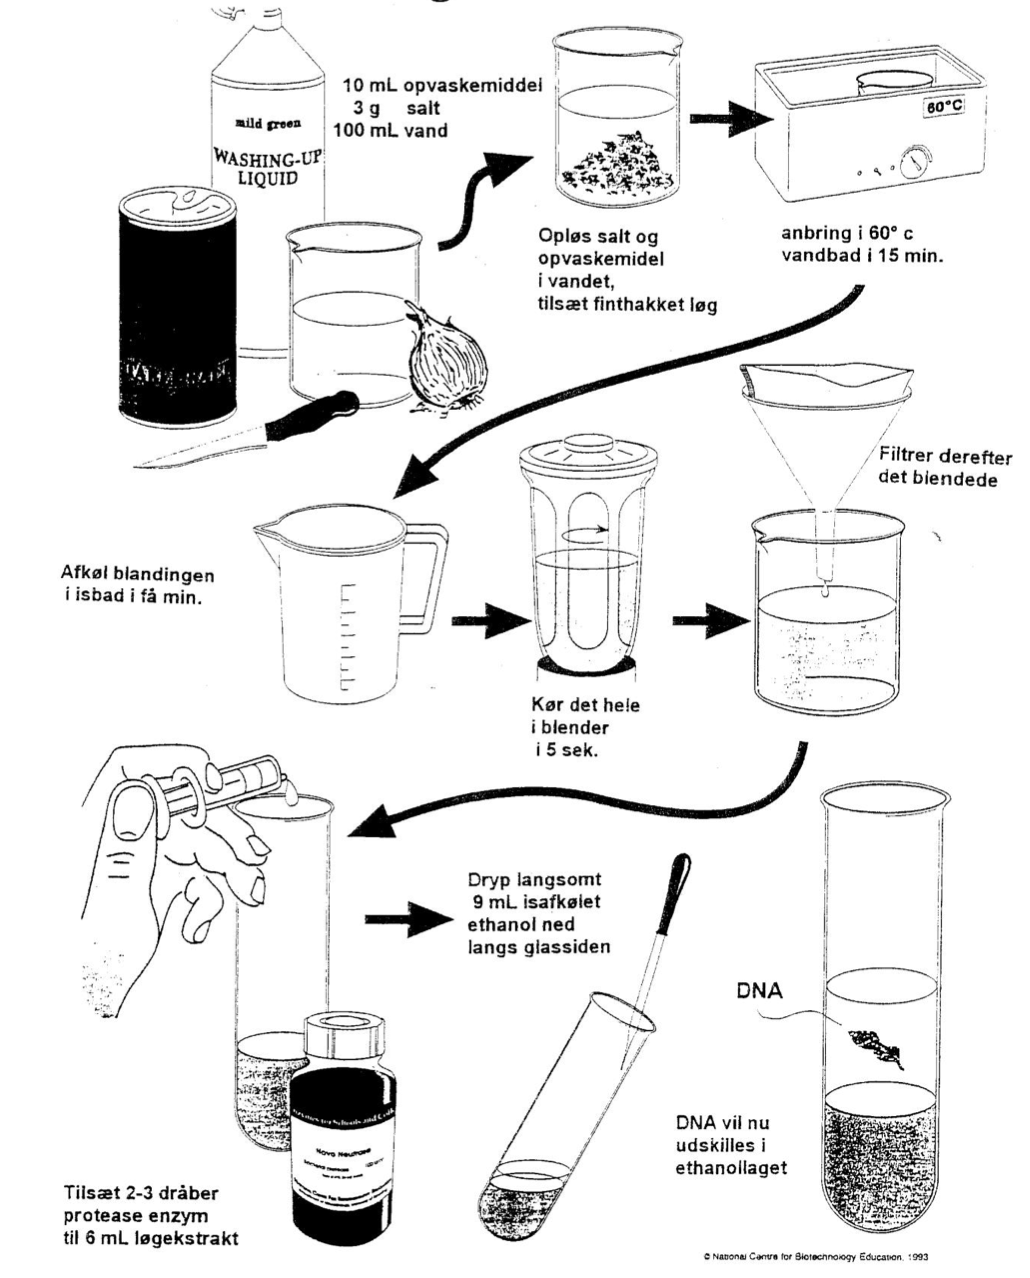 mild green
WASHING-UP
LIQUID
10 mL opvaskemiddel
3 g salt
100 mL vand
60°C
Opløs salt og
opvaskemidel
i vandet,
tilsæt finthakket løg
anbring i 60° c
vandbad i 15 min.
Filtrer derefter
det blendede
Afkøl blandingen
i isbad i få min.
Kør det hele
i blender
i 5 sek.
Dryp langsomt
9 mL isafkølet
ethanol ned
langs glassiden
DNA
DNA vil nu
udskilles i
ethanollaget
Novo Neutrase
Tilsæt 2-3 dråber
protease enzym
til 6 mL løgekstrakt
© National Centre for Biotechnology Education, 1993